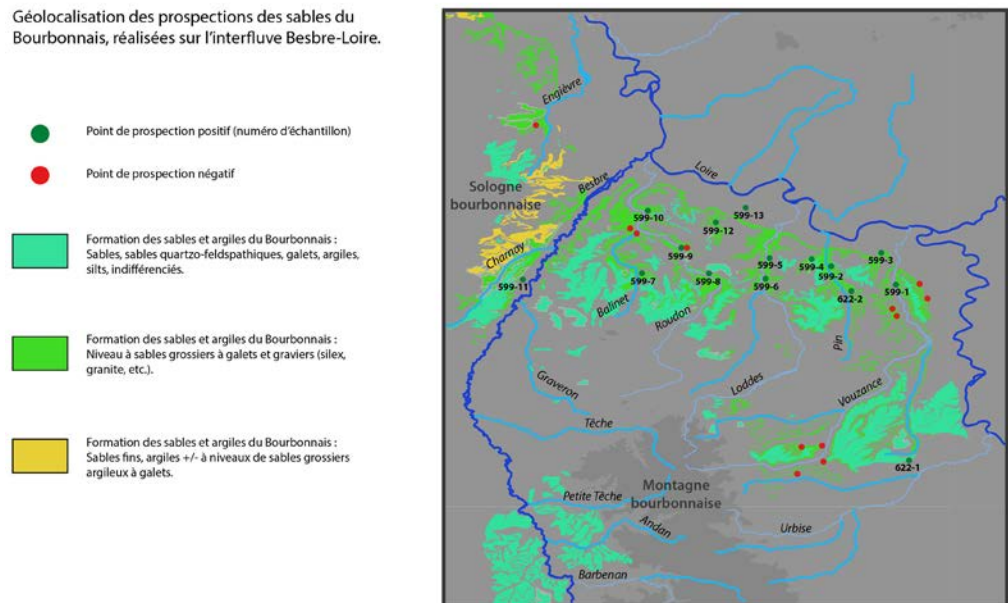 Géolocalisation des prospections des sables du
Bourbonnais, réalisées sur l'interfluve Besbre-Loire.
Point de prospection positif (numéro d'échantillon)
Point de prospection négatif
Formation des sables et argiles du Bourbonnais :
Sables, sables quartzo-feldspathiques, galets, argiles,
silts, indifférenciés.
Formation des sables et argiles du Bourbonnais :
Niveau à sables grossiers à galets et graviers (silex,
granite, etc.).
Formation des sables et argiles du Bourbonnais :
Sables fins, argiles +/- à niveaux de sables grossiers
argileux à galets.
Engièvre
Loire
Besbre
Sologne
bourbonnaise
599-10
599-13
599-12
Charnay
599-9
599-5
599-4
599-3
599-2
599-11
599-7
599-8
599-6
599-1
622-2
Balinet
Roudon
Pin
Graveron
Loddes
Vouzance
Têche
622-1
Montagne
bourbonnaise
Petite Têche
Andan
Urbise
Barbenan